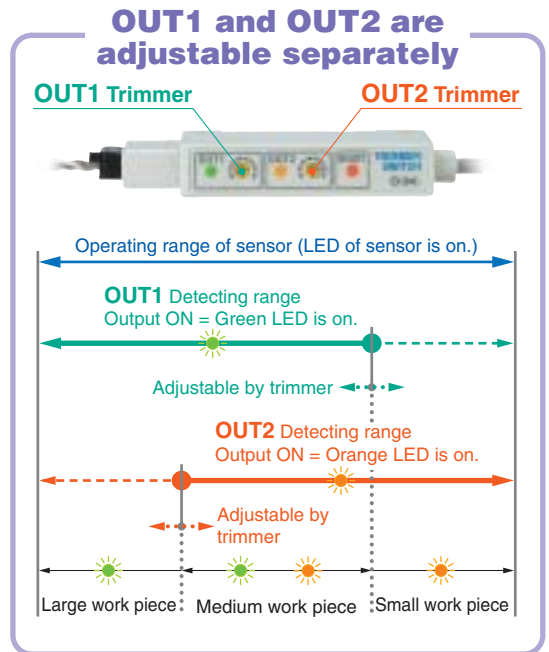 OUT1 and OUT2 are
adjustable separately
OUT1 Trimmer
OUT2 Trimmer
Operating range of sensor (LED of sensor is on.)
OUT1 Detecting range
Output ON = Green LED is on.
Adjustable by trimmer
OUT2 Detecting range
Output ON = Orange LED is on.
Adjustable by
trimmer
Large work piece
Medium work piece
Small work piece